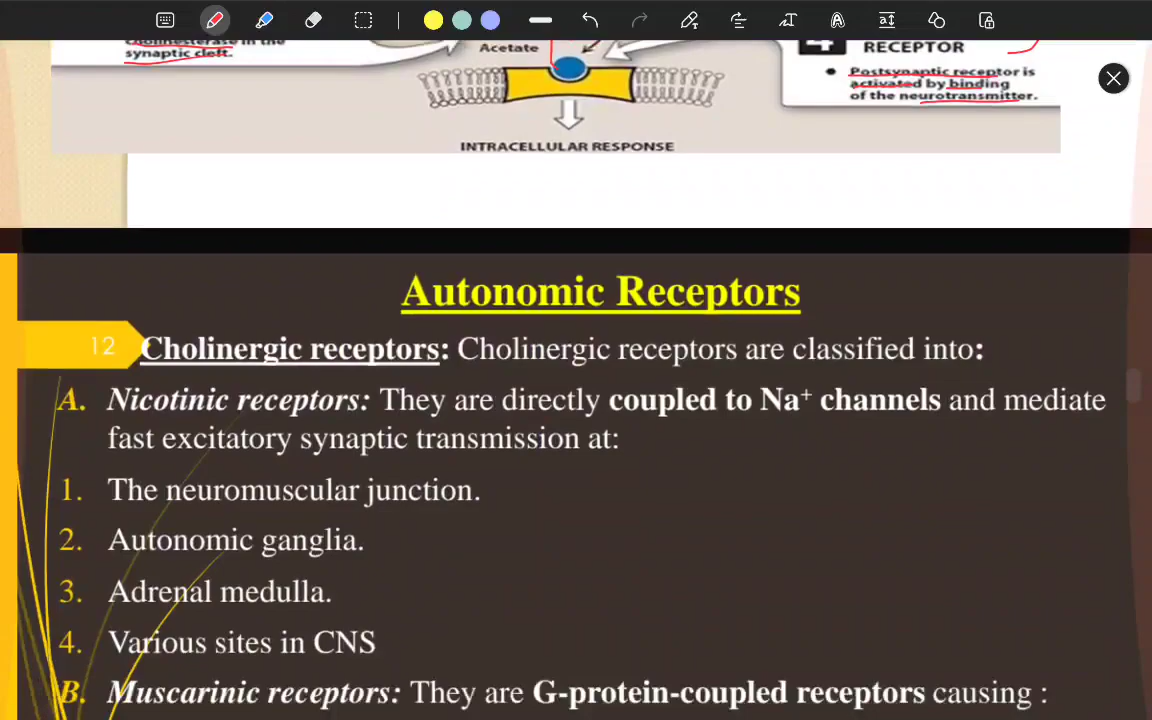 cholinesterase in the
synaptic cleft.
Acetate
RECEPTOR
• Postsynaptic receptor is
activated by binding
of the neurotransmitter.
INTRACELLULAR RESPONSE
Autonomic Receptors
12
Cholinergic receptors: Cholinergic receptors are classified into:
A. Nicotinic receptors: They are directly coupled to Na⁺ channels and mediate
fast excitatory synaptic transmission at:
1. The neuromuscular junction.
2. Autonomic ganglia.
3. Adrenal medulla.
4. Various sites in CNS
B. Muscarinic receptors: They are G-protein-coupled receptors causing :